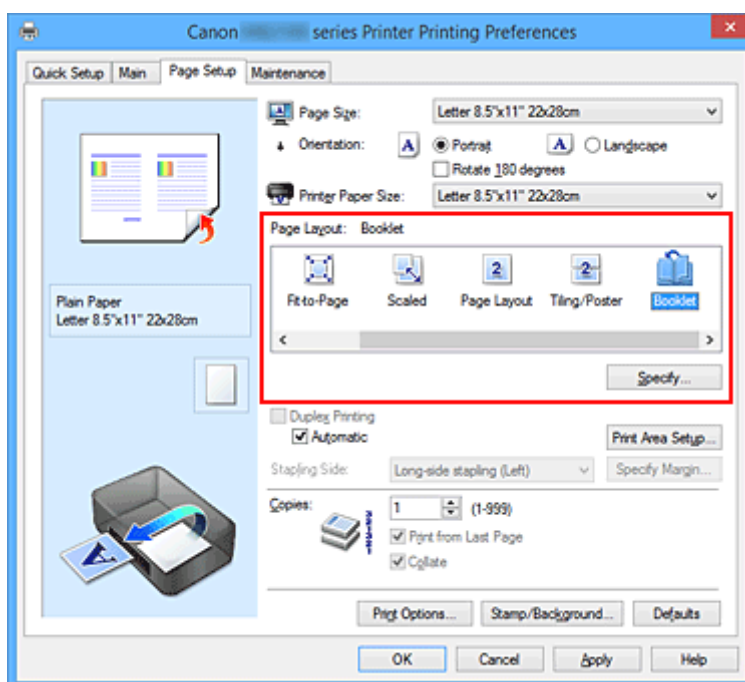 Canon series Printer Printing Preferences
Quick Setup Main Page Setup Maintenance
Page Size: Letter 8.5"x11" 22x28cm
Orientation: A Portrait A Landscape
Rotate 180 degrees
Printer Paper Size: Letter 8.5"x11" 22x28cm
Page Layout: Booklet
2 2
Fit-to-Page Scaled Page Layout Tiling/Poster Booklet
Plain Paper
Letter 8.5"x11" 22x28cm
Specify...
Duplex Printing
Automatic Print Area Setup...
Stapling Side: Long-side stapling (Left) Specify Margin...
Copies: 1 (1-999)
Print from Last Page
Collate
A
Print Options... Stamp/Background... Defaults
OK Cancel Apply Help